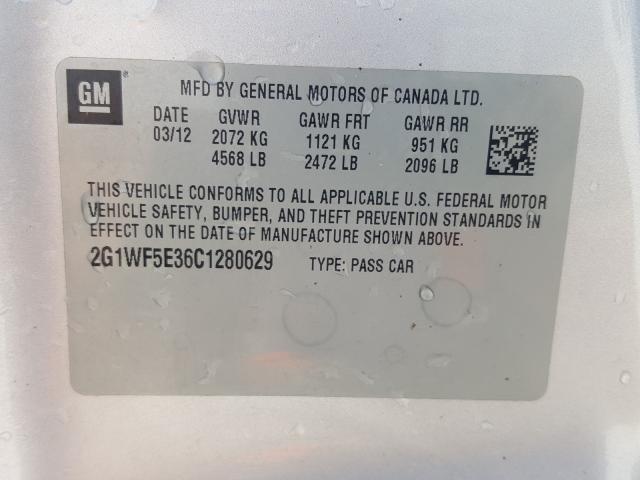 GM
MFD BY GENERAL MOTORS OF CANADA LTD.
DATE GVWR GAWR FRT GAWR RR
03/12 2072 KG 1121 KG 951 KG
4568 LB 2472 LB 2096 LB
THIS VEHICLE CONFORMS TO ALL APPLICABLE U.S. FEDERAL MOTOR
VEHICLE SAFETY, BUMPER, AND THEFT PREVENTION STANDARDS IN
EFFECT ON THE DATE OF MANUFACTURE SHOWN ABOVE.
2G1WF5E36C1280629 TYPE: PASS CAR